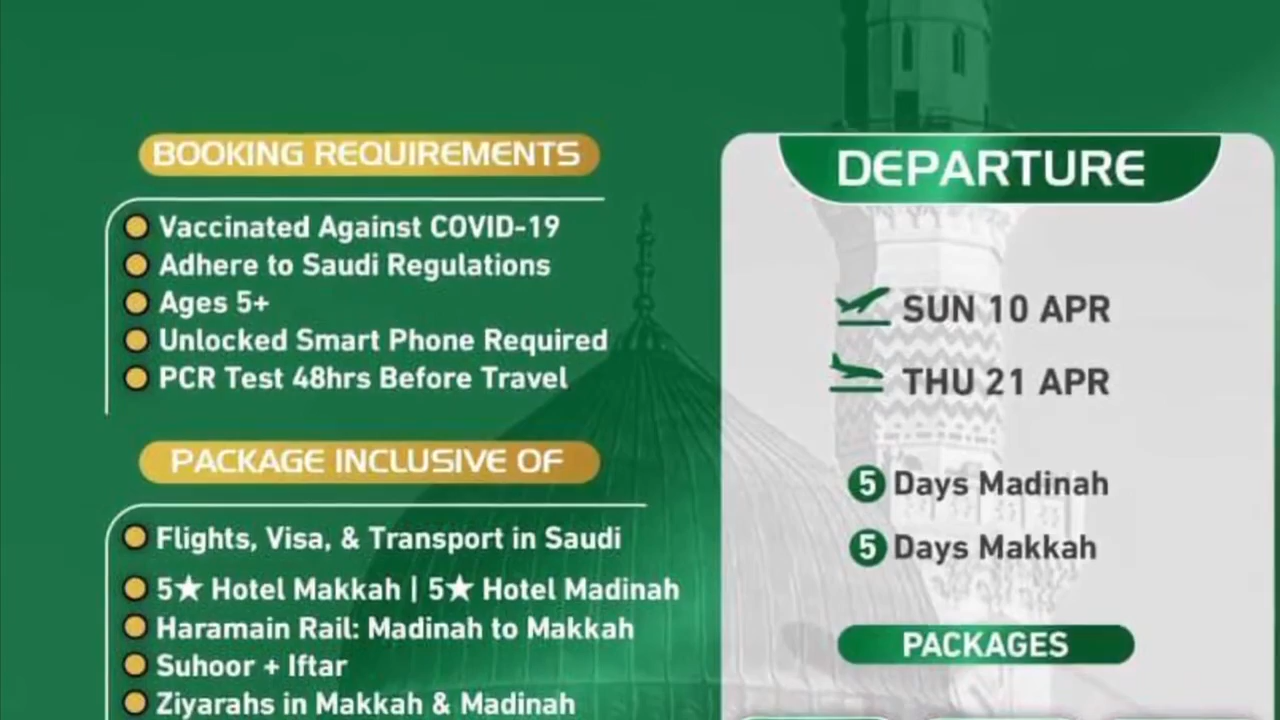 BOOKING REQUIREMENTS
Vaccinated Against COVID-19
Adhere to Saudi Regulations
Ages 5+
Unlocked Smart Phone Required
PCR Test 48hrs Before Travel
PACKAGE INCLUSIVE OF
Flights, Visa, & Transport in Saudi
5★ Hotel Makkah | 5★ Hotel Madinah
Haramain Rail: Madinah to Makkah
Suhoor + Iftar
Ziyarahs in Makkah & Madinah
DEPARTURE
SUN 10 APR
THU 21 APR
5 Days Madinah
5 Days Makkah
PACKAGES